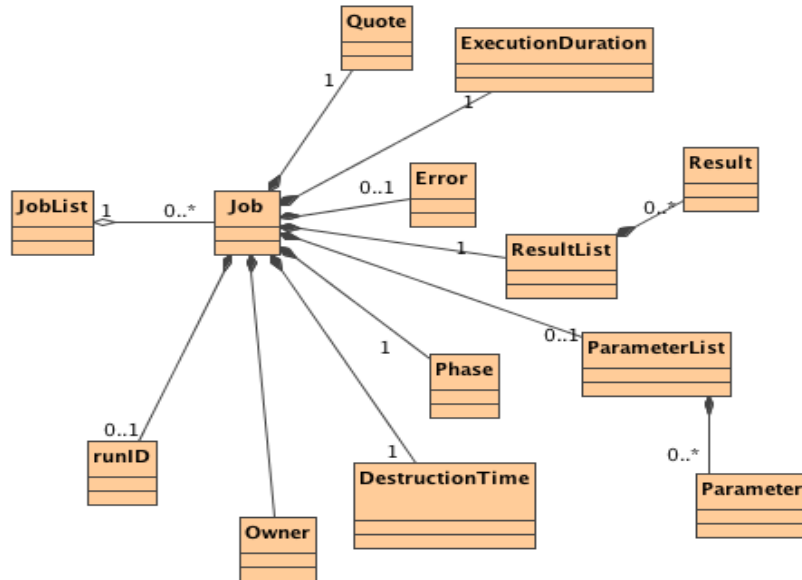 Quote
ExecutionDuration
1
1
Error
Result
0..1
JobList
1
0..*
Job
0..*
1
ResultList
0..1
ParameterList
1
Phase
0..1
runID
0..*
1
DestructionTime
Parameter
Owner